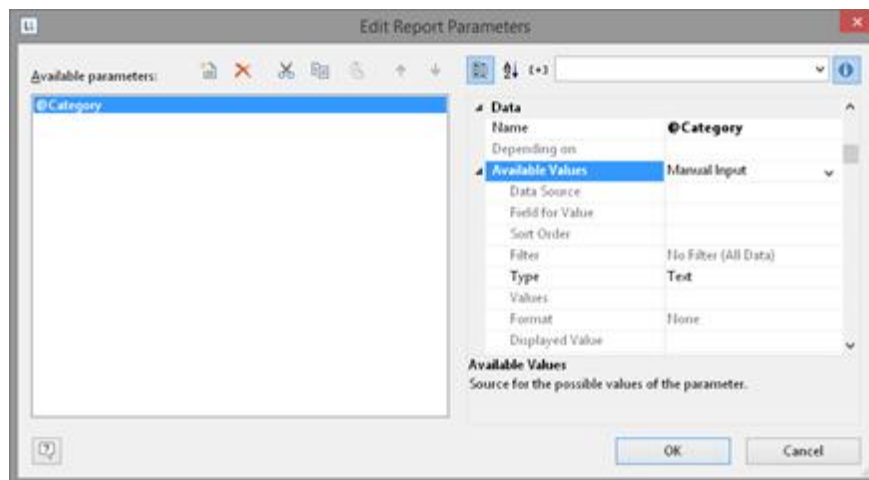 Edit Report Parameters
Available parameters:
@Category
Data
Name @Category
Depending on
Available Values Manual Input
Data Source
Field for Value
Sort Order
Filter No Filter (All Data)
Type Text
Values
Format None
Displayed Value
Available Values
Source for the possible values of the parameter.
OK Cancel